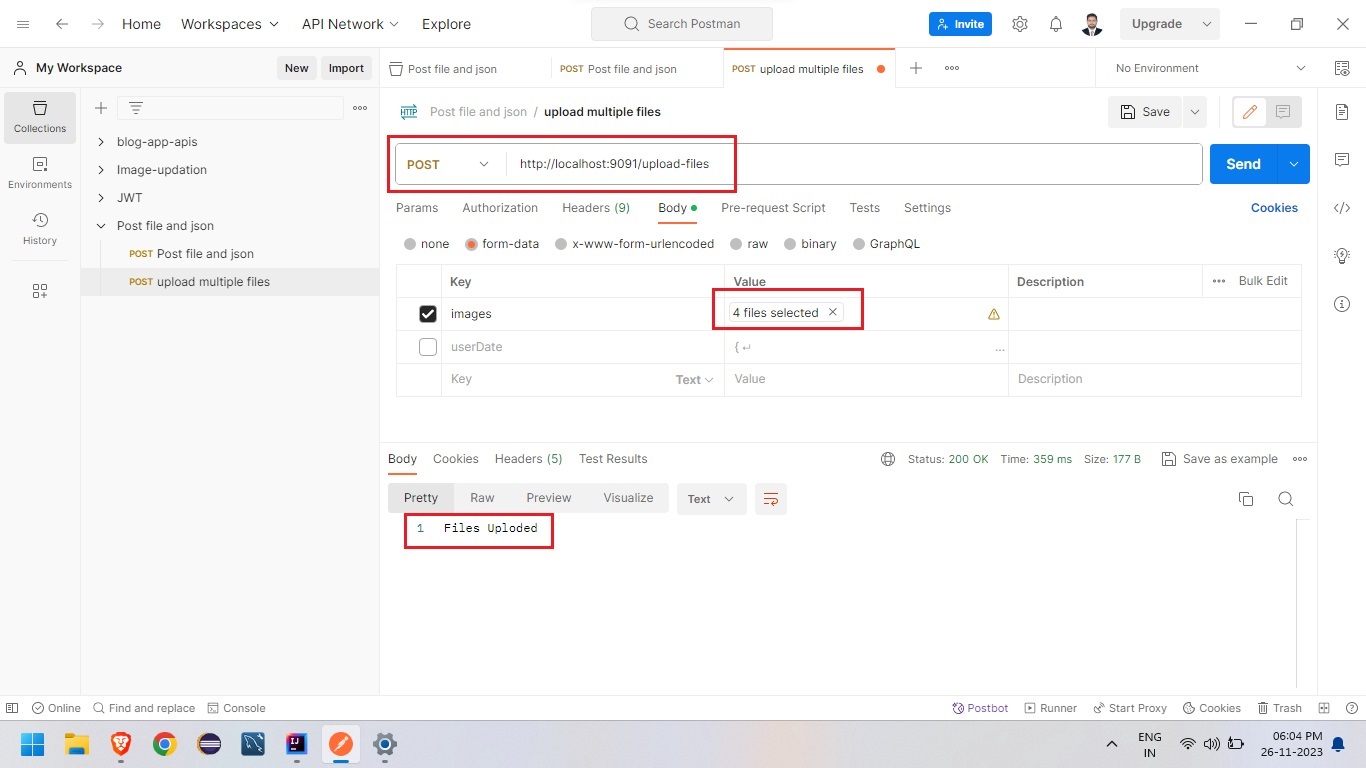 Home Workspaces API Network Explore Search Postman Invite Upgrade
My Workspace New Import POST Post file and json POST upload multiple files No Environment
Post file and json
Collections
Environments
History
blog-app-apis
Image-updation
JWT
Post file and json
POST Post file and json
POST upload multiple files
HTTP Post file and json / upload multiple files Save
POST http://localhost:9091/upload-files Send
Params Authorization Headers (9) Body Pre-request Script Tests Settings Cookies
none form-data x-www-form-urlencoded raw binary GraphQL
Key Value Description ••• Bulk Edit
images 4 files selected
userDate { ↵ ...
Key Text Value Description
Body Cookies Headers (5) Test Results Status: 200 OK Time: 359 ms Size: 177 B Save as example
Pretty Raw Preview Visualize Text
1 Files Uploded
Online Find and replace Console Postbot Runner Start Proxy Cookies Trash
ENG
IN
06:04 PM
26-11-2023